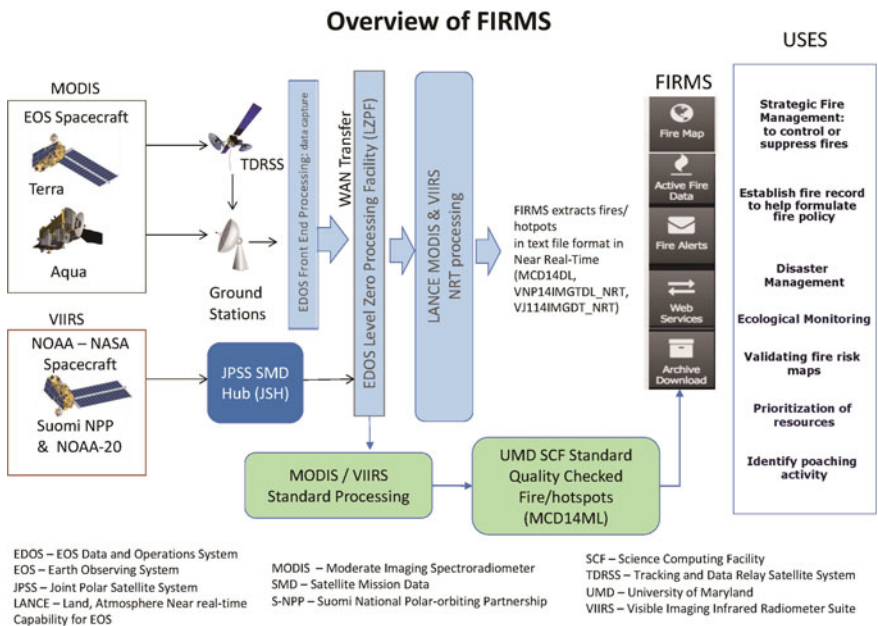 Overview of FIRMS
USES
MODIS
EOS Spacecraft
Terra
Aqua
TDRSS
Ground
Stations
EDOS Front End Processing: data capture
WAN Transfer
EDOS Level Zero Processing Facility (LZPF)
LANCE MODIS & VIIRS
NRT processing
FIRMS extracts fires/
hotpots
in text file format in
Near Real-Time
(MCD14DL,
VNP14IMGTDL_NRT,
VJ114IMGDT_NRT)
FIRMS
Fire Map
Active Fire
Data
Fire Alerts
Web
Services
Archive
Download
Strategic Fire
Management:
to control or
suppress fires
Establish fire record
to help formulate
fire policy
Disaster
Management
Ecological Monitoring
Validating fire risk
maps
Prioritization of
resources
Identify poaching
activity
VIIRS
NOAA – NASA
Spacecraft
Suomi NPP
& NOAA-20
JPSS SMD
Hub (JSH)
MODIS / VIIRS
Standard Processing
UMD SCF Standard
Quality Checked
Fire/hotspots
(MCD14ML)
EDOS – EOS Data and Operations System
EOS – Earth Observing System
JPSS – Joint Polar Satellite System
LANCE – Land, Atmosphere Near real-time
Capability for EOS
MODIS – Moderate Imaging Spectroradiometer
SMD – Satellite Mission Data
S-NPP – Suomi National Polar-orbiting Partnership
SCF – Science Computing Facility
TDRSS – Tracking and Data Relay Satellite System
UMD – University of Maryland
VIIRS – Visible Imaging Infrared Radiometer Suite